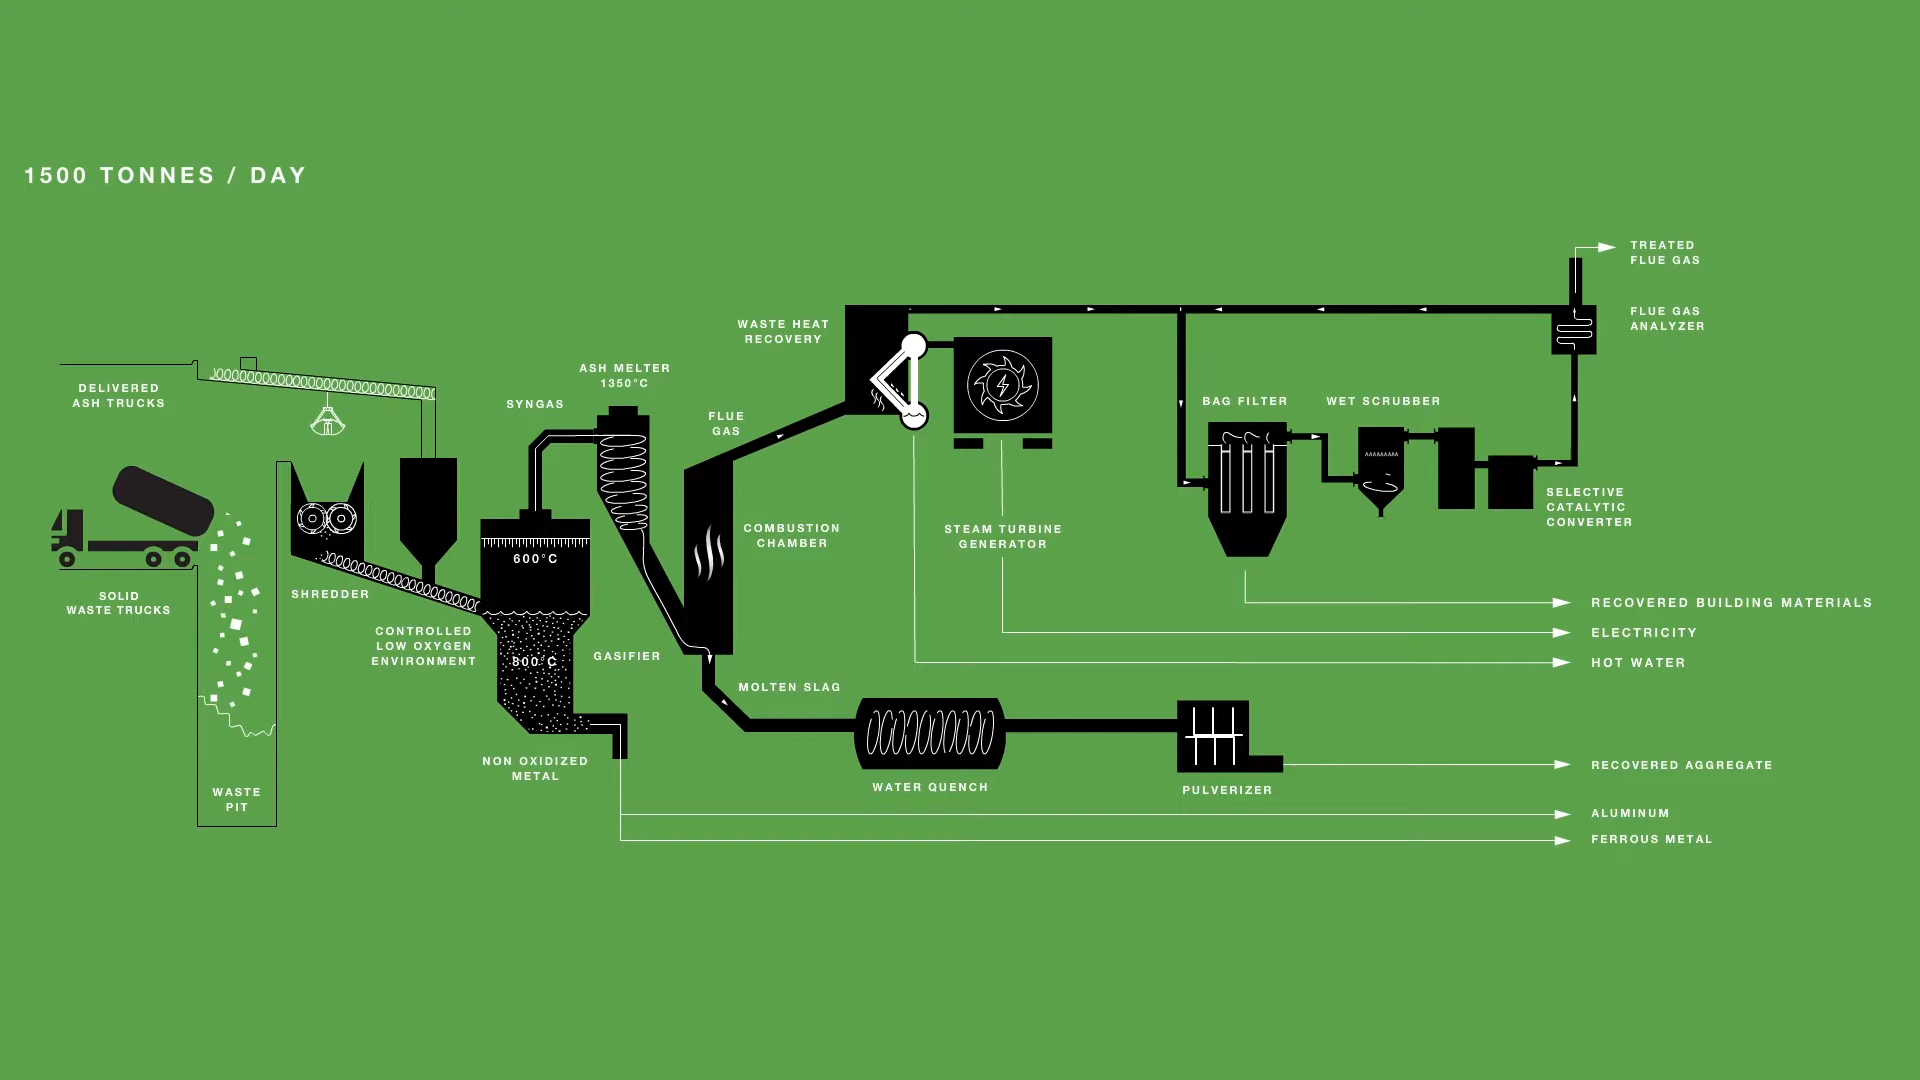 1500 TONNES / DAY
TREATED
FLUE GAS
FLUE GAS
ANALYZER
WASTE HEAT
RECOVERY
ASH MELTER
1350°C
SYNGAS
DELIVERED
ASH TRUCKS
FLUE
GAS
BAG FILTER
WET SCRUBBER
AAAAAAAAA
SELECTIVE
CATALYTIC
CONVERTER
COMBUSTION
CHAMBER
STEAM TURBINE
GENERATOR
600°C
SOLID
WASTE TRUCKS
SHREDDER
CONTROLLED
LOW OXYGEN
ENVIRONMENT
800°C
GASIFIER
RECOVERED BUILDING MATERIALS
ELECTRICITY
HOT WATER
MOLTEN SLAG
NON OXIDIZED
METAL
WATER QUENCH
PULVERIZER
RECOVERED AGGREGATE
WASTE
PIT
ALUMINUM
FERROUS METAL